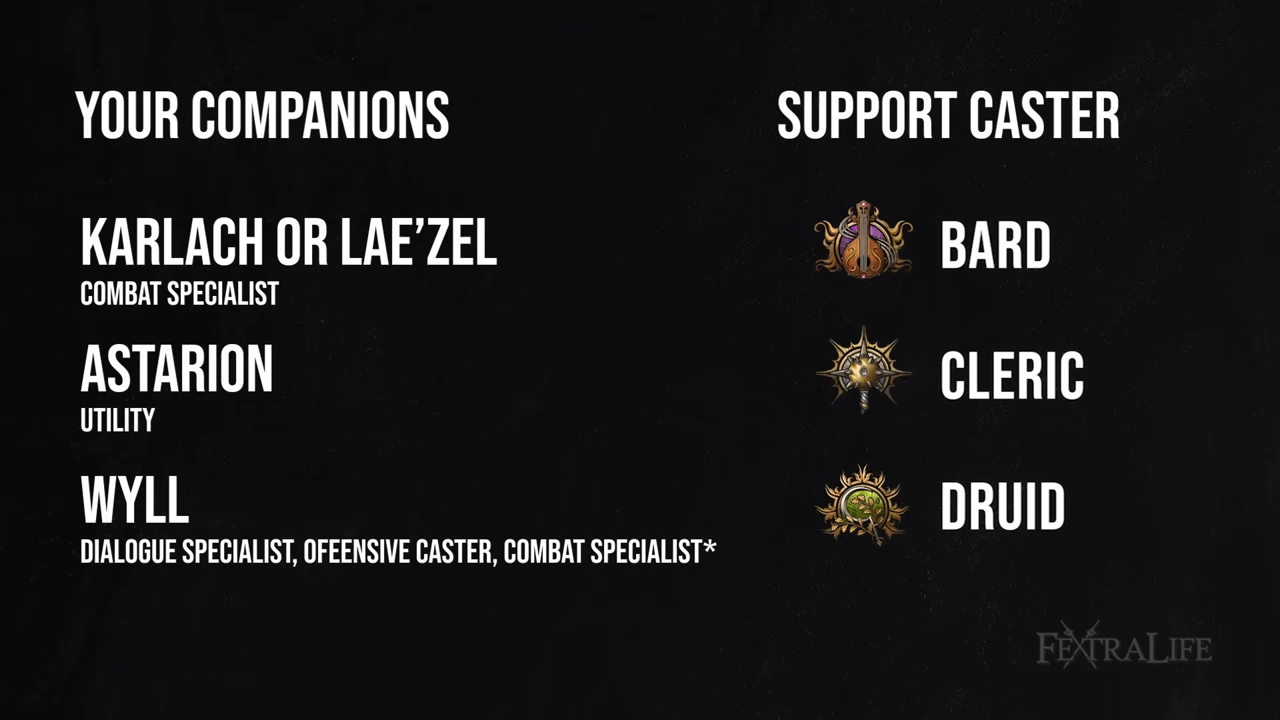 YOUR COMPANIONS
KARLACH OR LAE'ZEL
COMBAT SPECIALIST
ASTARION
UTILITY
WYLL
DIALOGUE SPECIALIST, OFEENSIVE CASTER, COMBAT SPECIALIST*
SUPPORT CASTER
BARD
CLERIC
DRUID
FEXTRALIFE